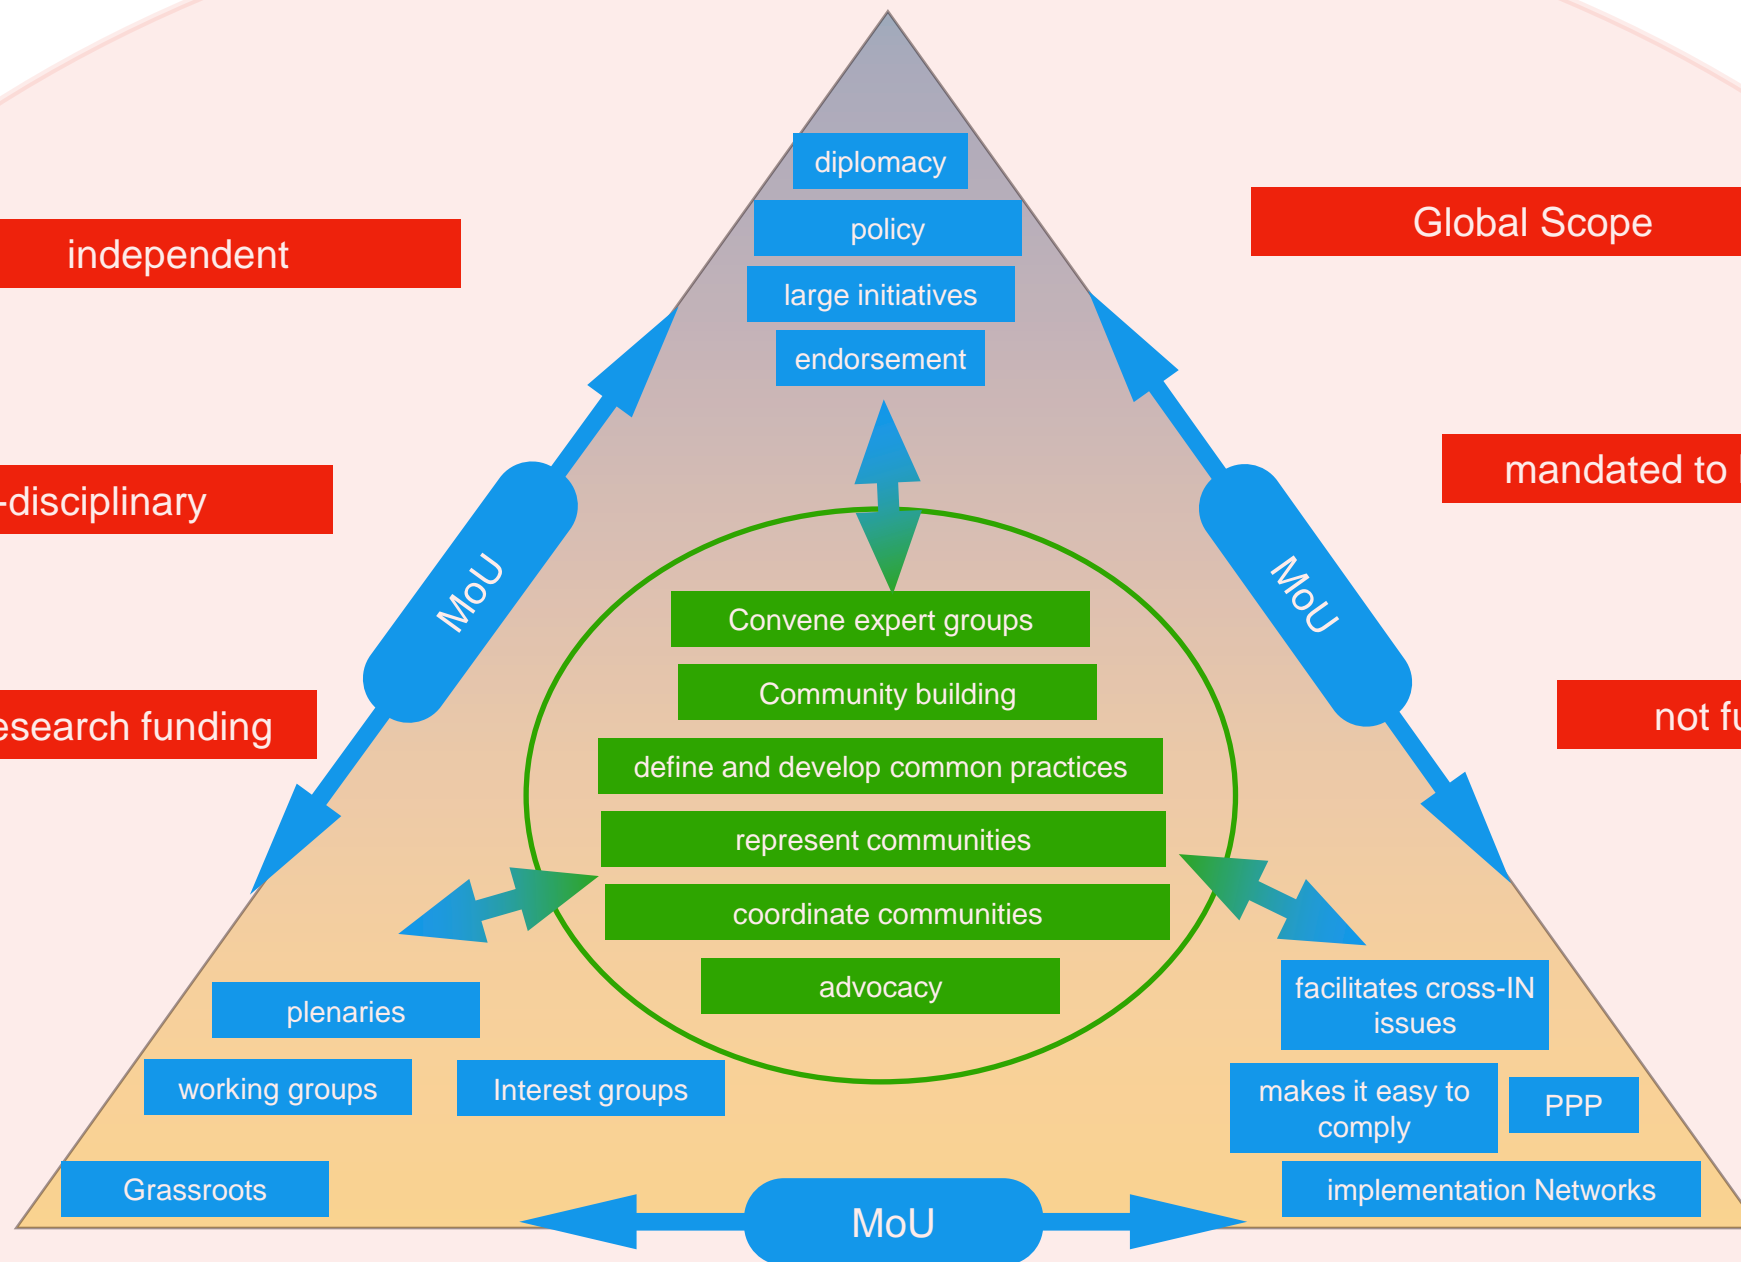 diplomacy
policy
large initiatives
endorsement
independent
Global Scope
-disciplinary
mandated to
research funding
not
MoU
MoU
Convene expert groups
Community building
define and develop common practices
represent communities
coordinate communities
advocacy
plenaries
working groups
Interest groups
Grassroots
facilitates cross-IN
issues
makes it easy to
comply
PPP
implementation Networks
MoU